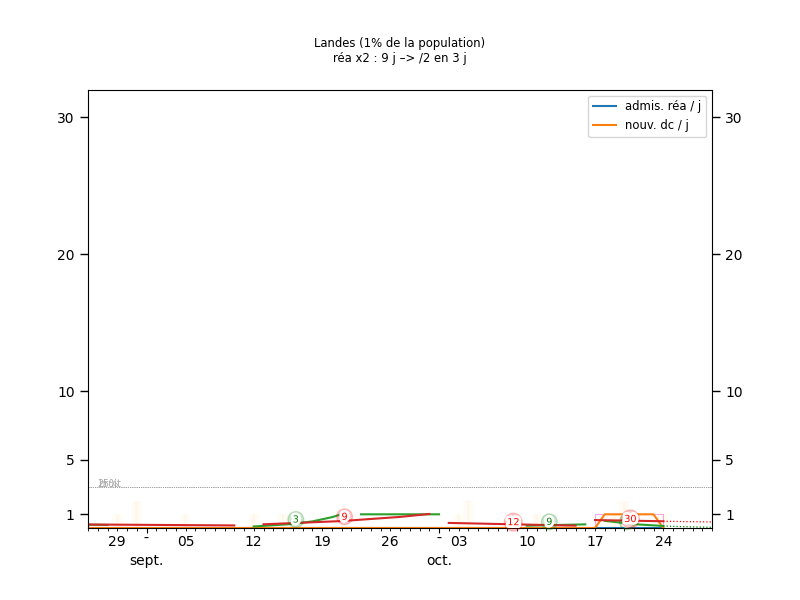 Landes (1% de la population)
réa x2 : 9 j –> /2 en 3 j
admis. réa / j
nouv. dc / j
30 30
20 20
10 10
5 5
1 1
3 9 12 9 30
29 - 05 12 19 26 - 03 10 17 24
sept. oct.